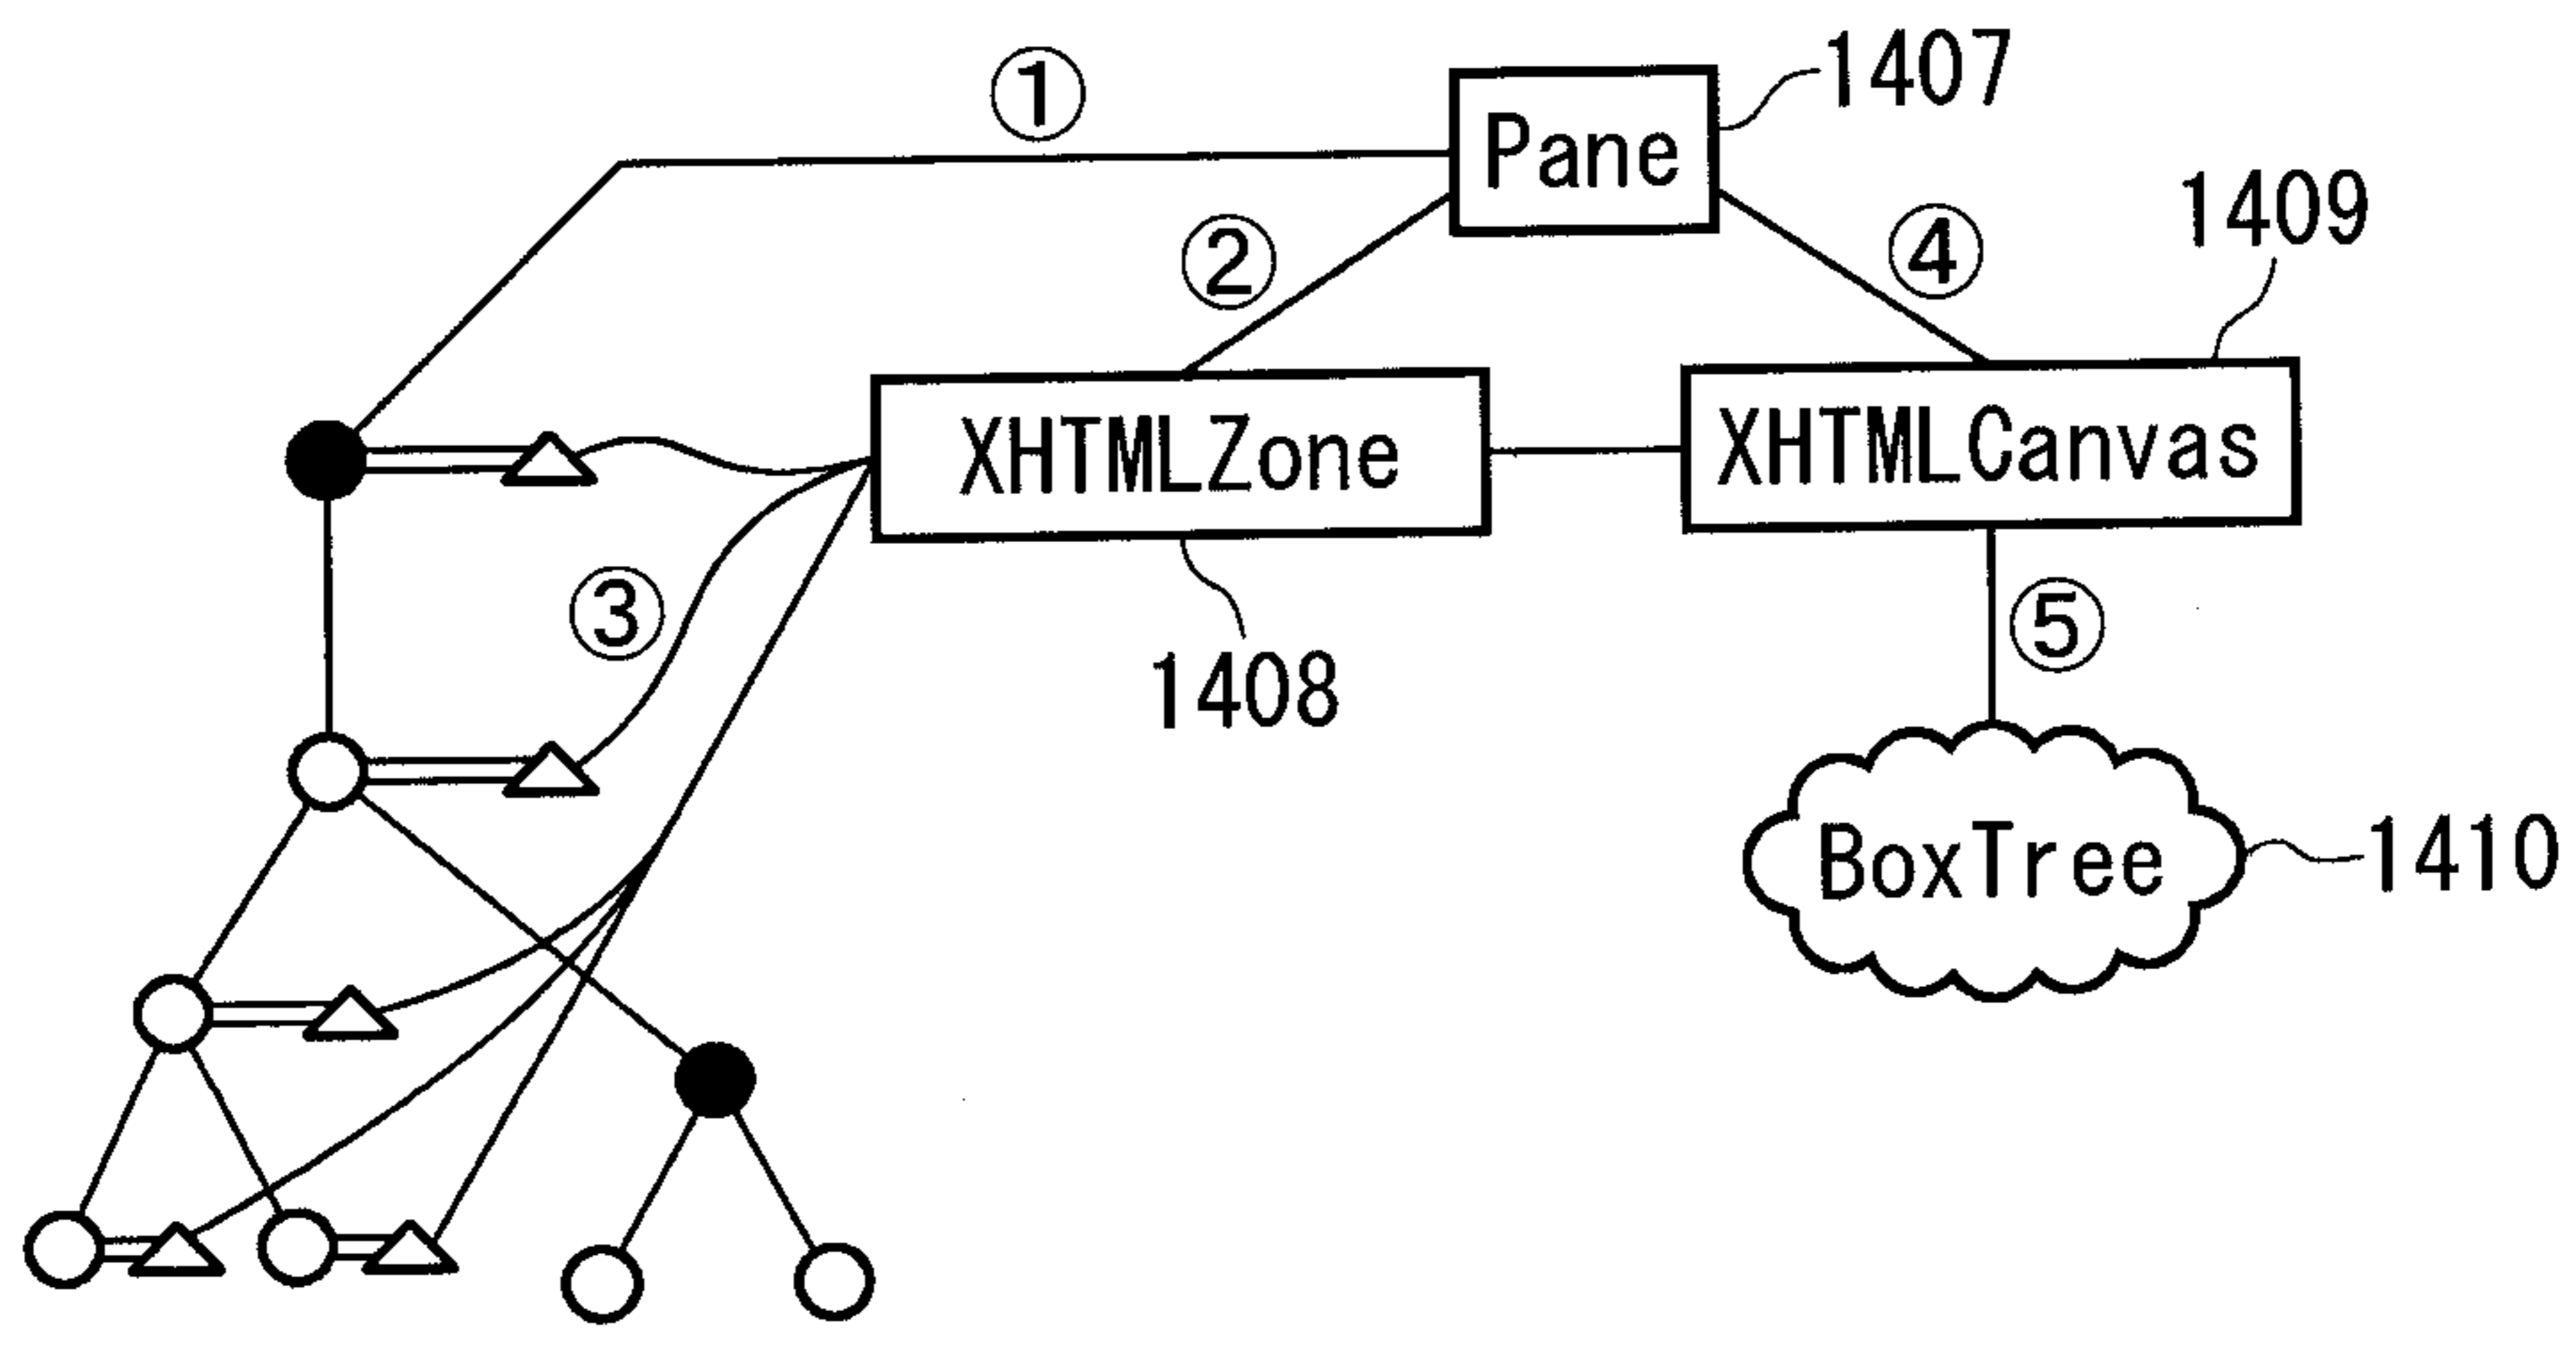 ①
Pane
1407
②
④
1409
XHTMLZone
XHTMLCanvas
③
⑤
1408
BoxTree
1410